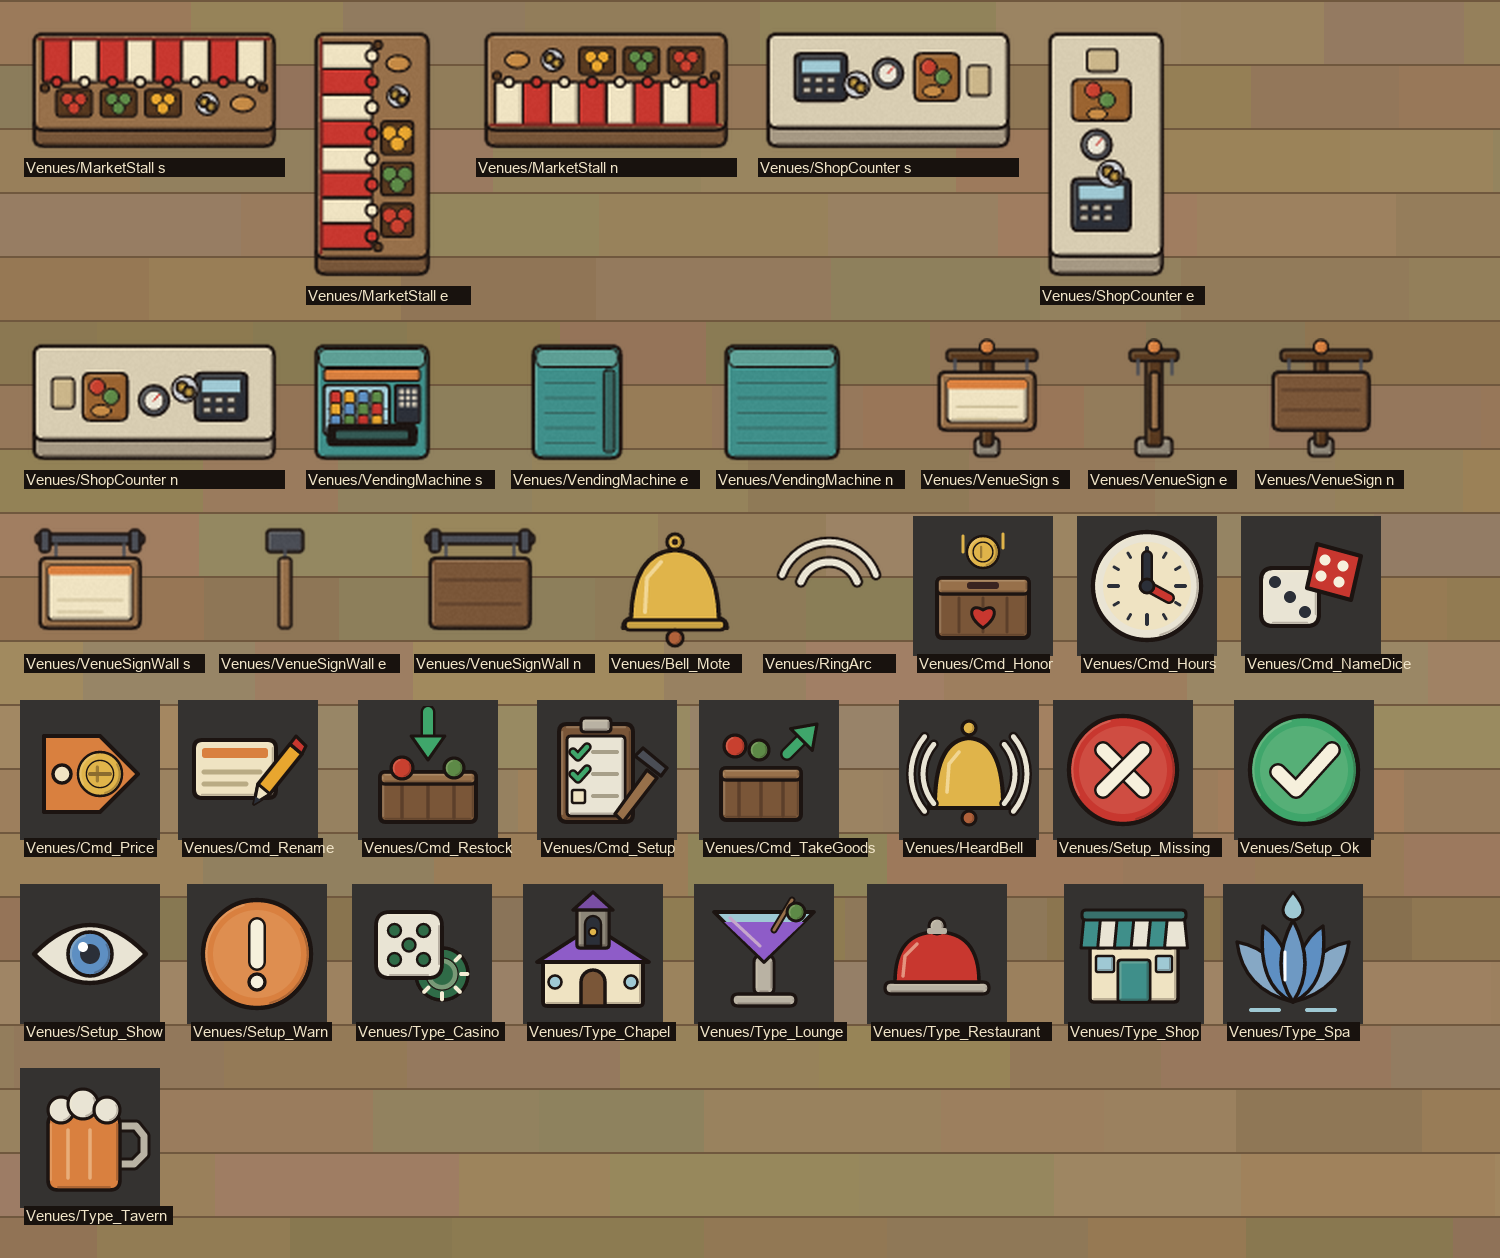 Venues/MarketStall s
Venues/MarketStall n
Venues/ShopCounter s
Venues/MarketStall e
Venues/ShopCounter e
Venues/ShopCounter n
Venues/VendingMachine s
Venues/VendingMachine e
Venues/VendingMachine n
Venues/VenueSign s
Venues/VenueSign e
Venues/VenueSign n
Venues/VenueSignWall s
Venues/VenueSignWall e
Venues/VenueSignWall n
Venues/Bell_Mote
Venues/RingArc
Venues/Cmd_Honor
Venues/Cmd_Hours
Venues/Cmd_NameDice
Venues/Cmd_Price
Venues/Cmd_Rename
Venues/Cmd_Restock
Venues/Cmd_Setup
Venues/Cmd_TakeGoods
Venues/HeardBell
Venues/Setup_Missing
Venues/Setup_Ok
Venues/Setup_Show
Venues/Setup_Warn
Venues/Type_Casino
Venues/Type_Chapel
Venues/Type_Lounge
Venues/Type_Restaurant
Venues/Type_Shop
Venues/Type_Spa
Venues/Type_Tavern